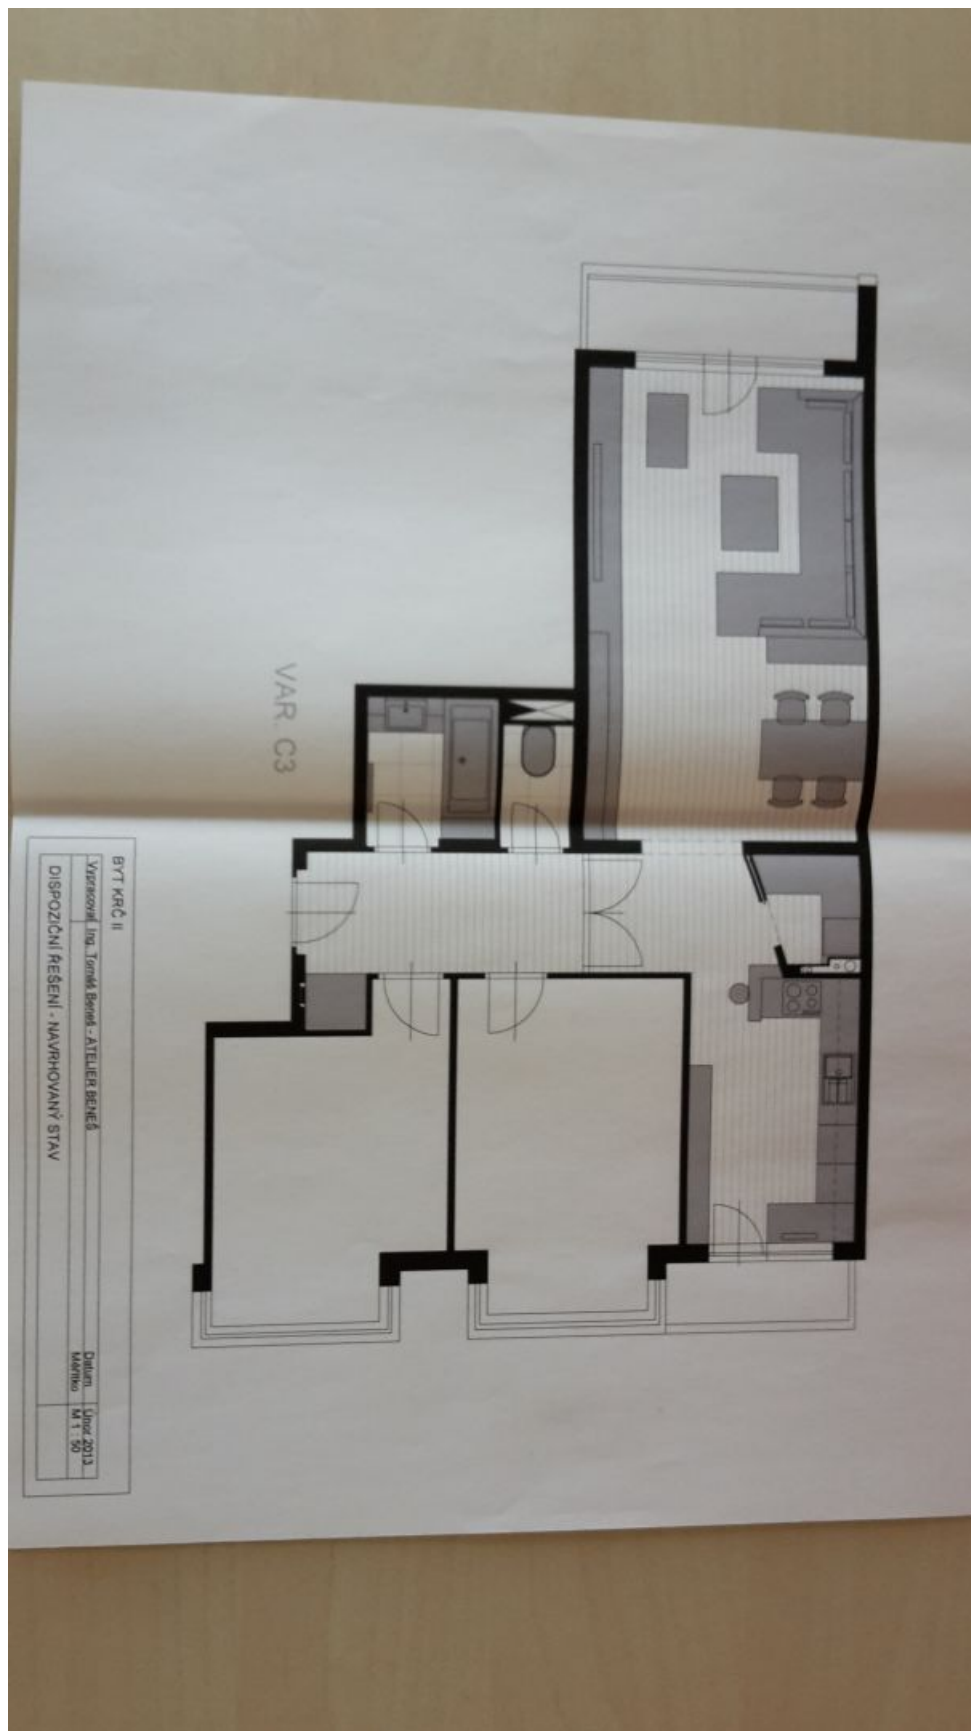 VAR. C3
BYT KRČ II
Vypracoval Ing. Tomáš Beneš - ATELIER BENEŠ
Datum Únor 2013
Měřítko M 1 : 50
DISPOZIČNÍ ŘEŠENÍ - NAVRHOVANÝ STAV